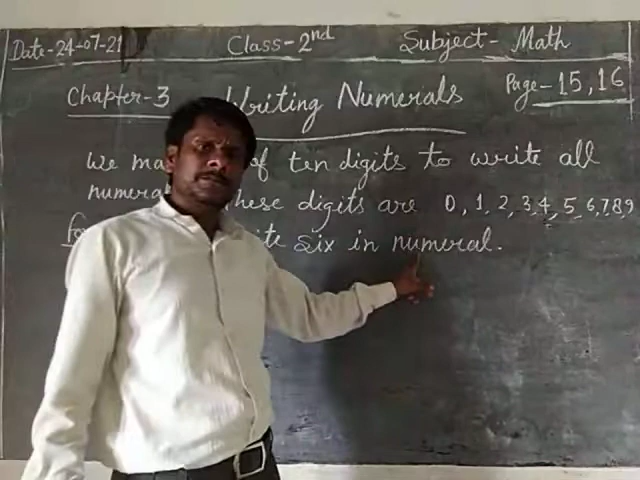 Date-24-07-21 Class-2nd Subject- Math
Chapter-3 Writing Numerals Page-15,16
We ma of ten digits to write all
numera these digits are 0, 1, 2, 3, 4, 5, 6, 7, 8, 9
six in numeral.